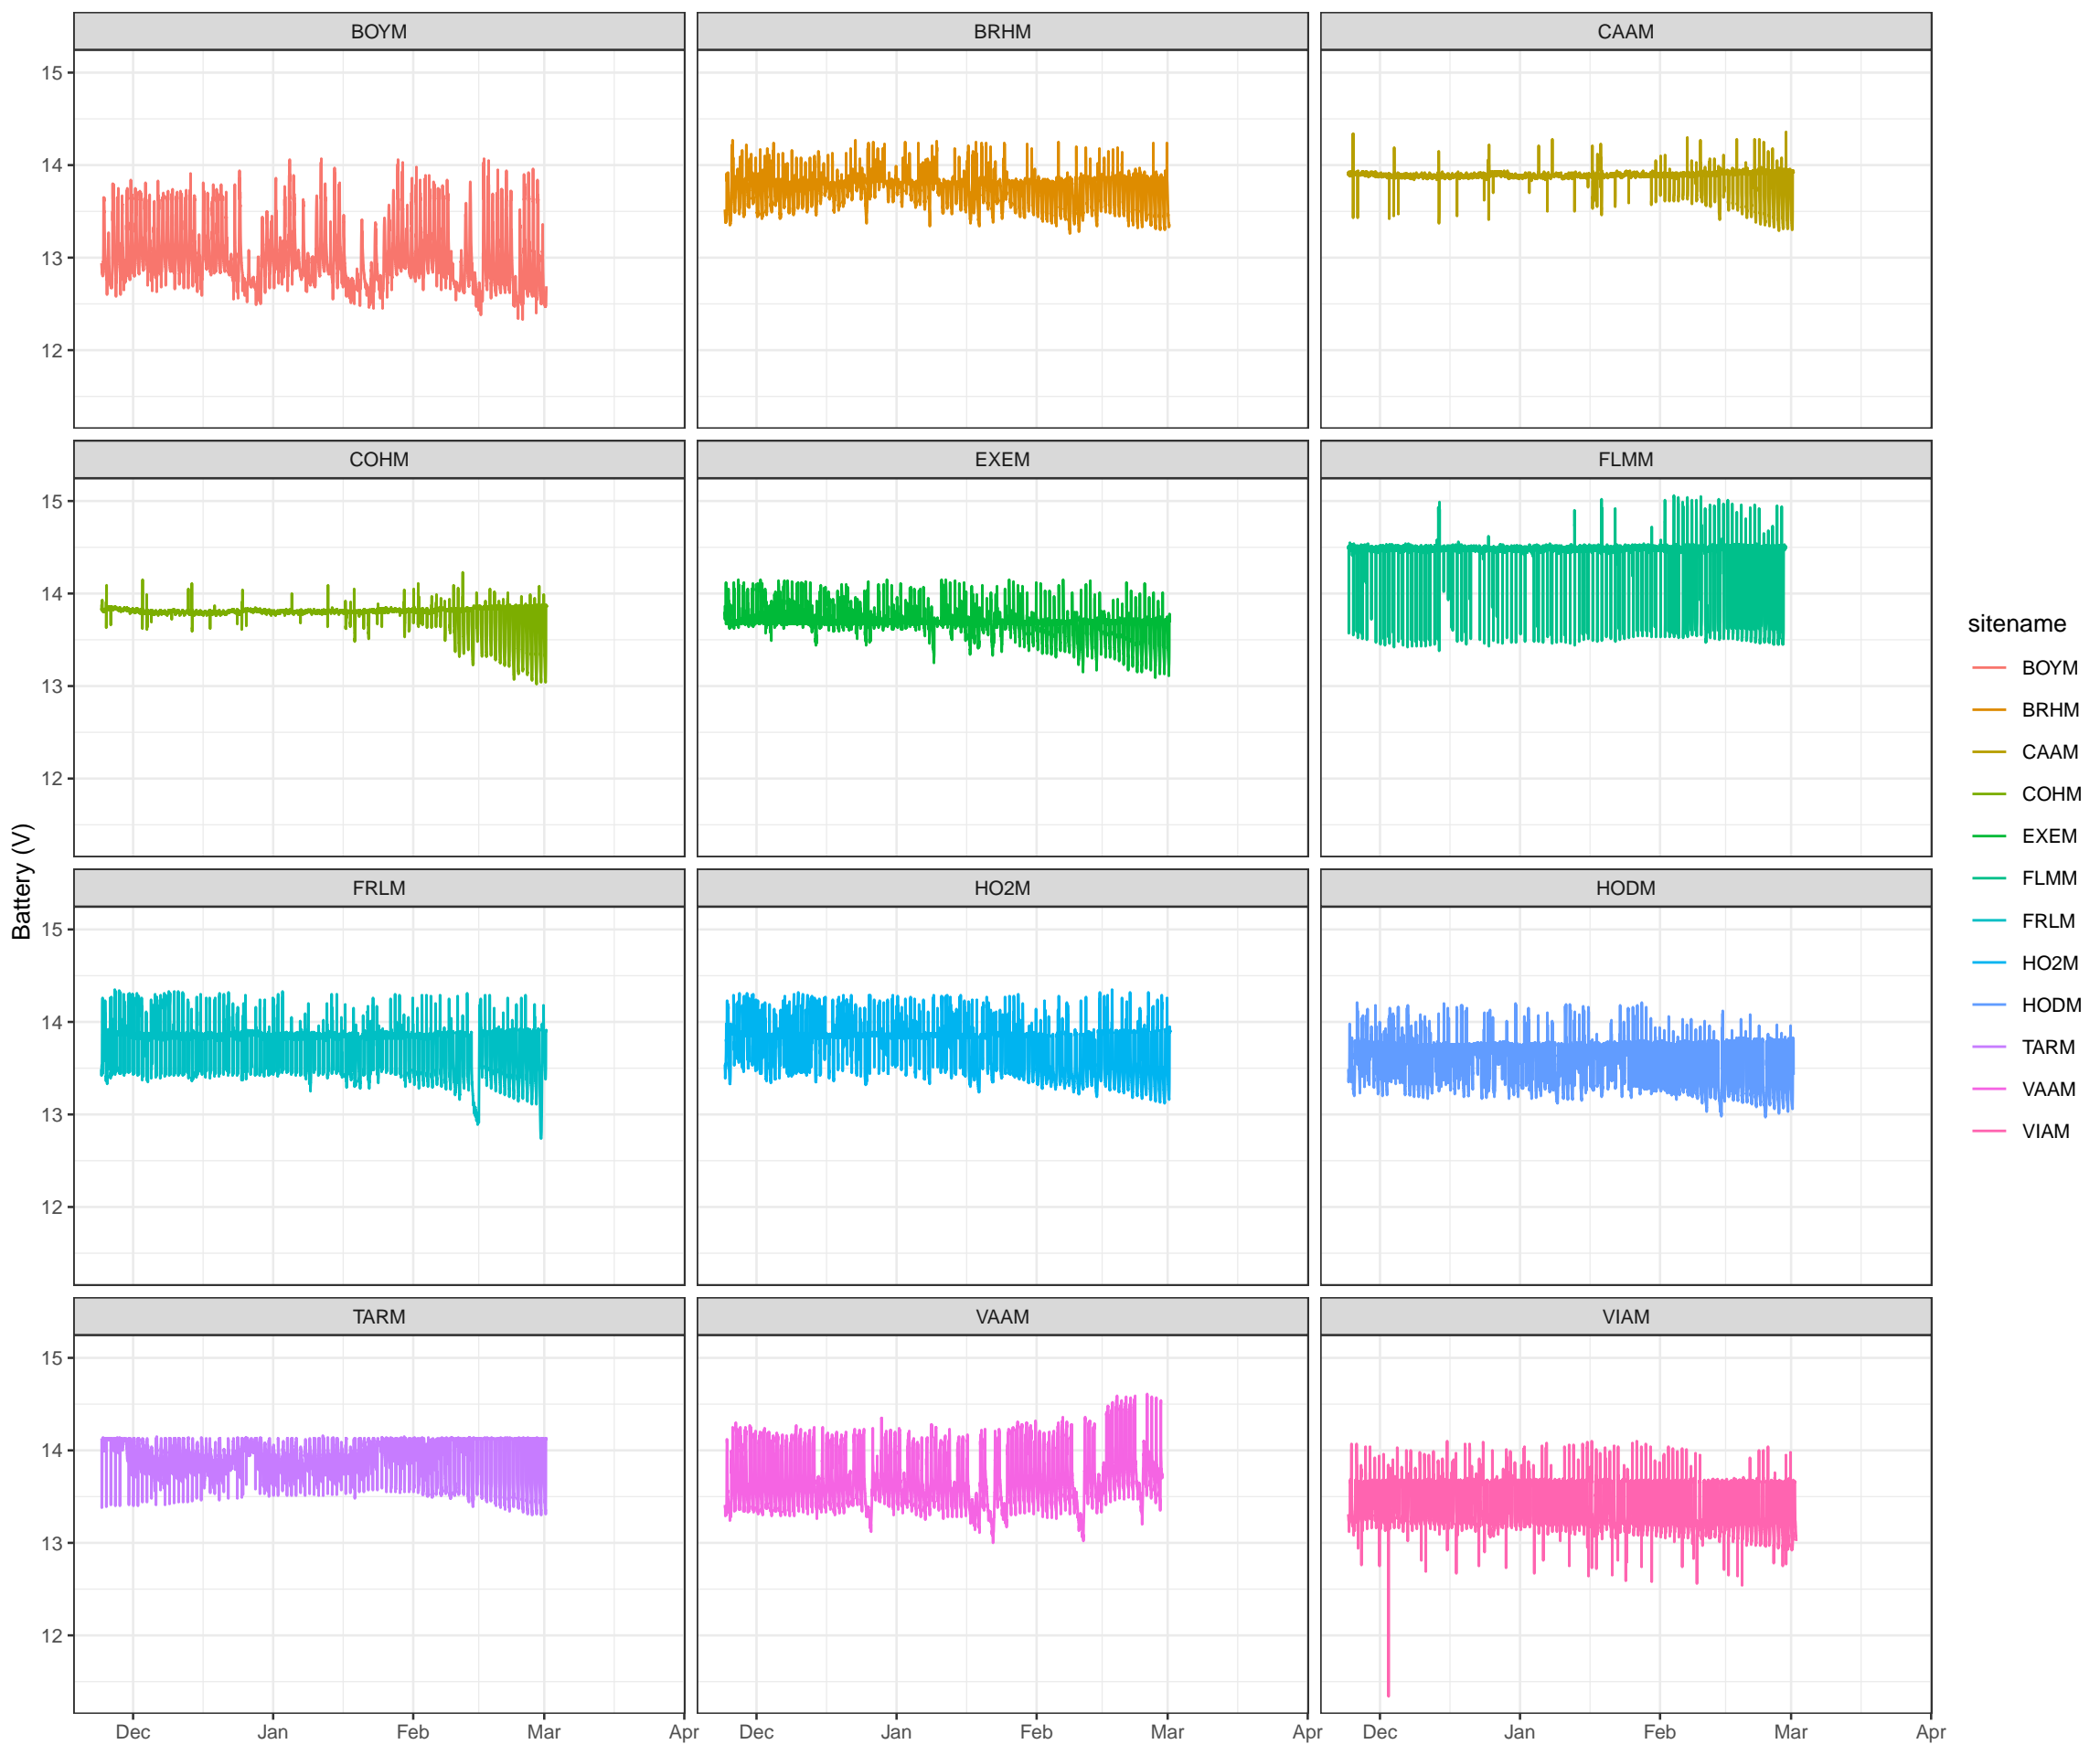 BOYM
BRHM
CAAM
15
14
13
12
COHM
EXEM
FLMM
15
14
13
12
FRLM
HO2M
HODM
15
14
13
12
TARM
VAAM
VIAM
15
14
13
12
Dec Jan Feb Mar Apr
Dec Jan Feb Mar Apr
Dec Jan Feb Mar Apr
Battery (V)
sitename
BOYM
BRHM
CAAM
COHM
EXEM
FLMM
FRLM
HO2M
HODM
TARM
VAAM
VIAM